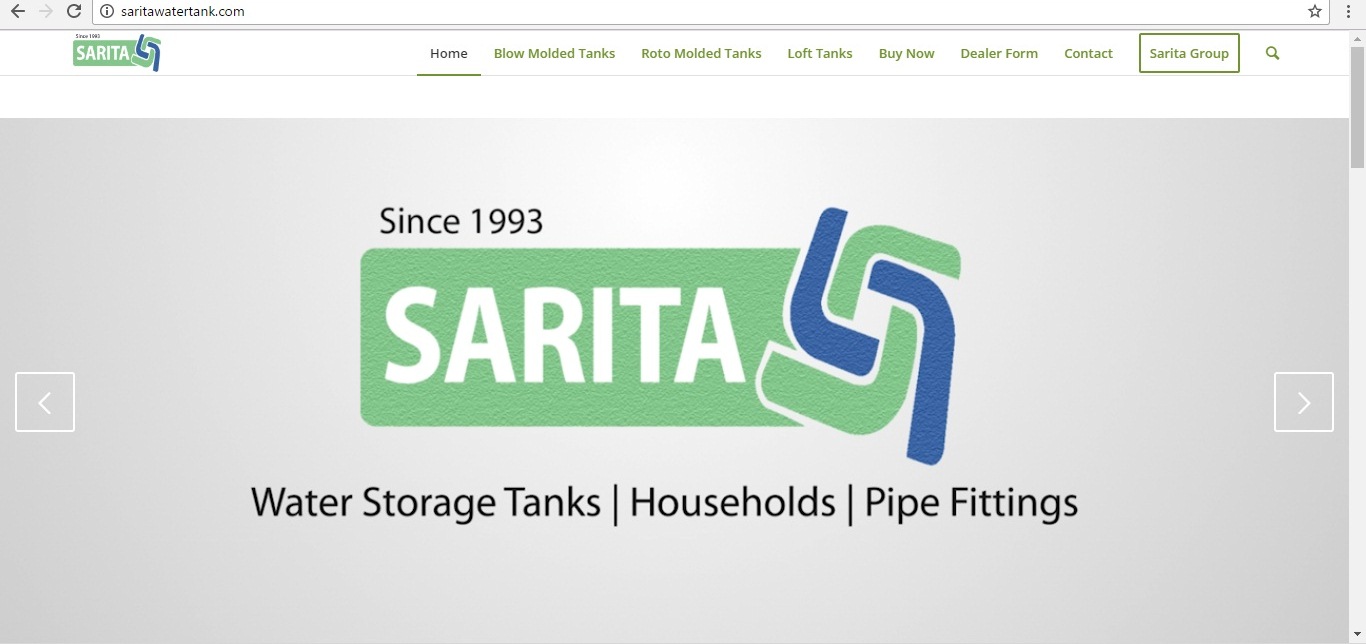 saritawatertank.com
Since 1993
SARITA
Home Blow Molded Tanks Roto Molded Tanks Loft Tanks Buy Now Dealer Form Contact Sarita Group
Since 1993
SARITA
Water Storage Tanks | Households | Pipe Fittings